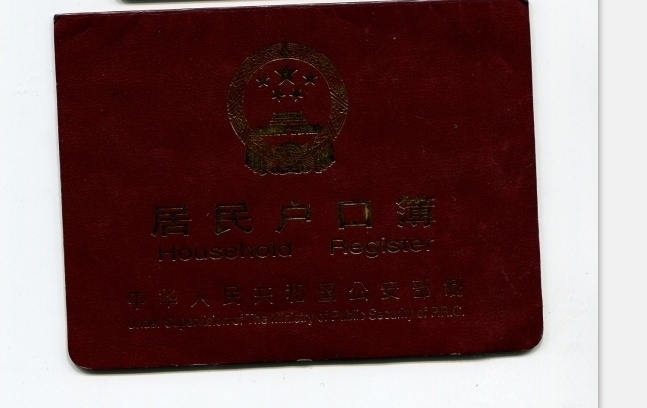 居民户口簿
Household Register
中华人民共和国公安部制
Under Supervision of The Ministry of Public Security of P.R.C.